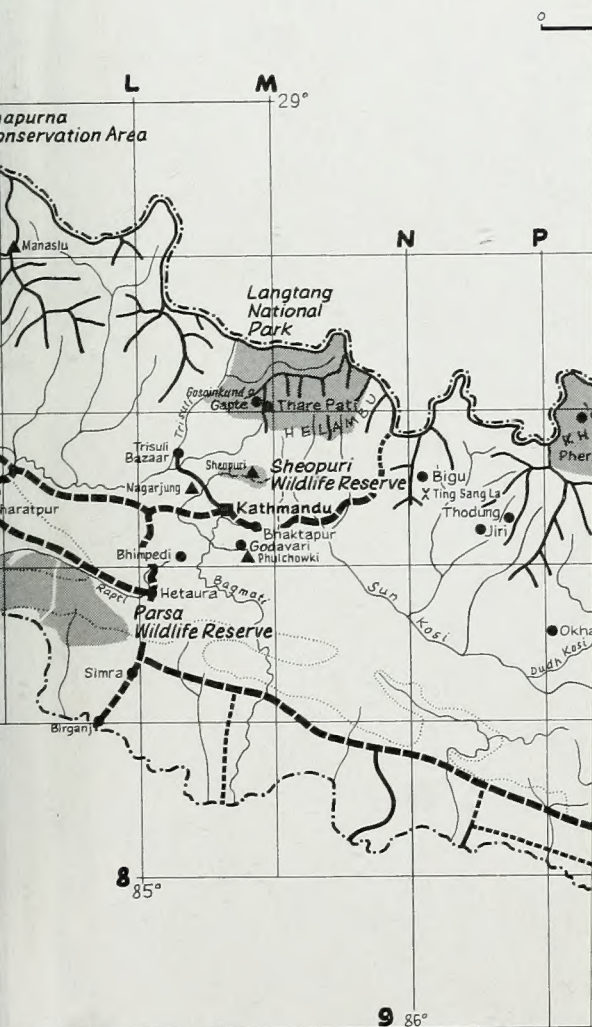 0
L
M
29°
apurna
onservation Area
Manaslu
N
P
Langtang
National
Park
Gosainkund
Gapte
Thare Pati
HELAMBU
Trisuli
KH
Pher
Trisuli
Bazaar
Sheopuri
Sheopuri
Wildlife Reserve
Nagarjung
Bigu
Ting Sang La
Thodung
Jiri
haratpur
Kathmandu
Bhaktapur
Godavari
Phulchowki
Bhimpedi
Rapti
Hetaura
Bagmati
Sun
Kosi
Parsa
Wildlife Reserve
Okha
Dudh Kosi
Simra
Birganj
8
85°
9
86°